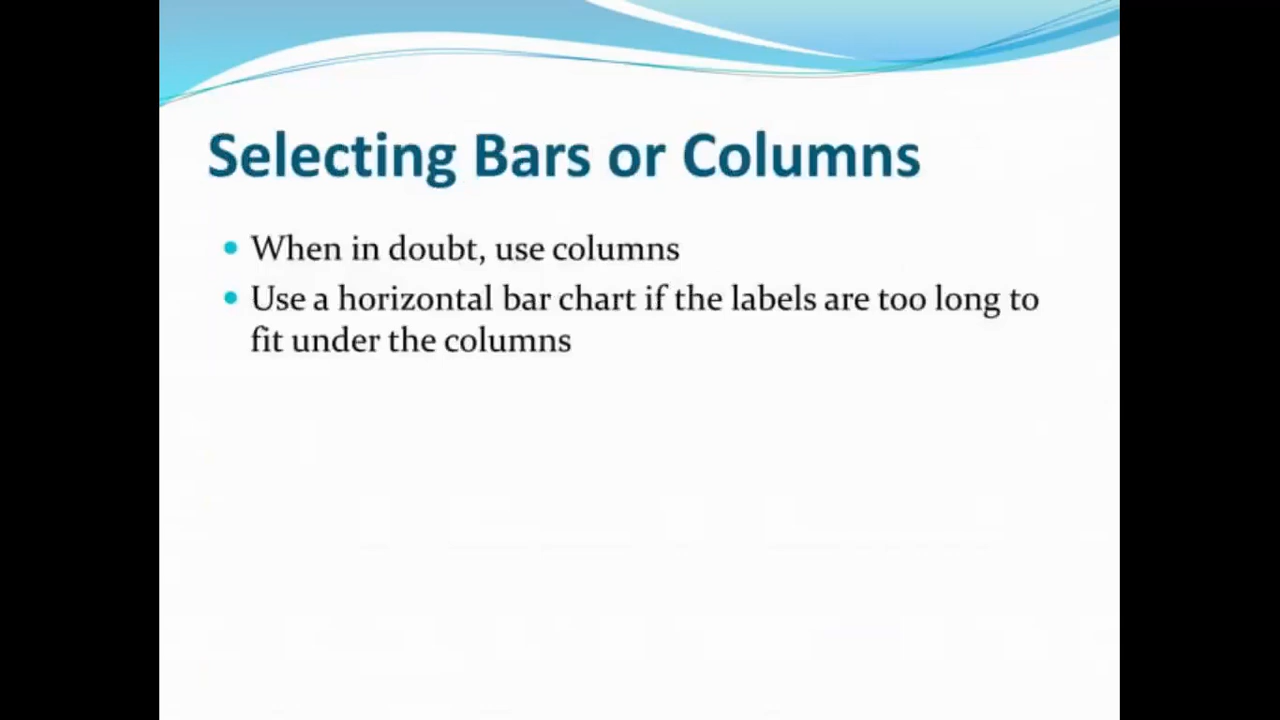 Selecting Bars or Columns
When in doubt, use columns
Use a horizontal bar chart if the labels are too long to
fit under the columns